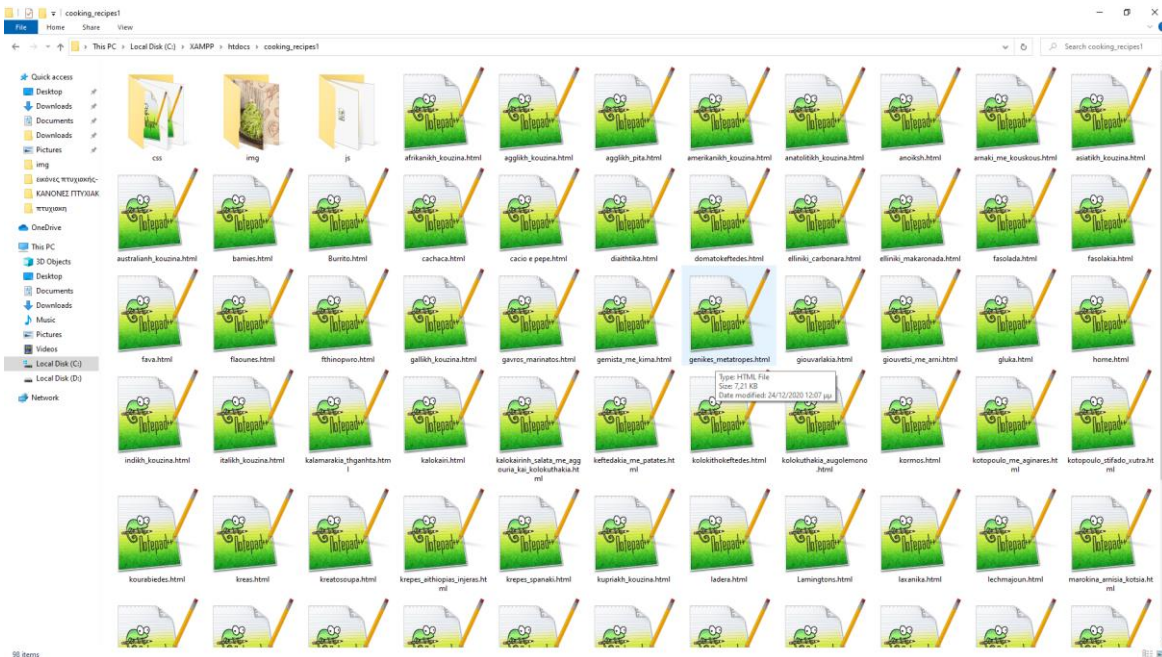 cooking_recipes1
File Home Share View
This PC Local Disk (C:) XAMPP htdocs cooking_recipes1
Search cooking_recipes1
Quick access
Desktop
Downloads
Documents
Downloads
Pictures
img
εικόνες πτυχιακής-
ΚΑΝΟΝΕΣ ΠΤΥΧΙΑΚ
πτυχιακη
OneDrive
This PC
3D Objects
Desktop
Documents
Downloads
Music
Pictures
Videos
Local Disk (C:)
Local Disk (D:)
Network
css img js afrikanikh_kouzina.html agglikh_kouzina.html agglikh_pita.html amerikanikh_kouzina.html anatolitikh_kouzina.html anoiksh.html arnaki_me_kouskous.html asiatikh_kouzina.html
australianh_kouzina.html bamies.html Burrito.html cachaca.html cacio e pepe.html diaithtika.html domatokeftedes.html elliniki_carbonara.html elliniki_makaronada.html fasolada.html fasolakia.html
fava.html flaounes.html fthinopwro.html gallikh_kouzina.html gavros_marinatos.html gemista_me_kima.html genikes_metatropes.html giouvarlakia.html giouvetsi_me_arni.html gluka.html home.html
Type: HTML File
Size: 7,21 KB
Date modified: 24/12/2020 12:07 μμ
indikh_kouzina.html italikh_kouzina.html kalamarakia_thganhta.htm
l kalokairi.html kalokairinh_salata_me_agg
ouria_kai_kolokuthakia.ht
ml keftedakia_me_patates.ht
ml kolokithokeftedes.html kolokuthakia_augolemono
.html kormos.html kotopoulo_me_aginares.ht
ml kotopoulo_stifado_xutra.ht
ml
kourabiedes.html kreas.html kreatosoupa.html krepes_aithiopias_injeras.ht
ml krepes_spanaki.html kupriakh_kouzina.html ladera.html Lamingtons.html laxanika.html lechmajoun.html marokina_arnisia_kotsia.ht
ml
98 items